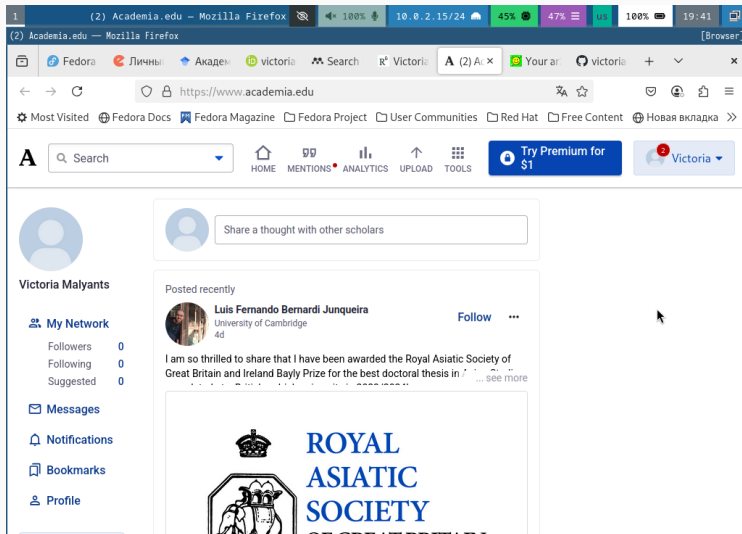 1
(2) Academia.edu — Mozilla Firefox
100%
10.0.2.15/24
45%
47%
us
100%
19:41
(2) Academia.edu — Mozilla Firefox
[Browser]
Fedora
Личны
Академ
victoria
Search
Victoria
A (2) Ac
Your ar
victoria
https://www.academia.edu
Most Visited
Fedora Docs
Fedora Magazine
Fedora Project
User Communities
Red Hat
Free Content
Новая вкладка
A
Search
HOME
MENTIONS
ANALYTICS
UPLOAD
TOOLS
Try Premium for
$1
2
Victoria
Share a thought with other scholars
Victoria Malyants
Posted recently
Luis Fernando Bernardi Junqueira
University of Cambridge
4d
Follow
My Network
Followers 0
Following 0
Suggested 0
I am so thrilled to share that I have been awarded the Royal Asiatic Society of
Great Britain and Ireland Bayly Prize for the best doctoral thesis in
... see more
Messages
Notifications
Bookmarks
Profile
ROYAL
ASIATIC
SOCIETY